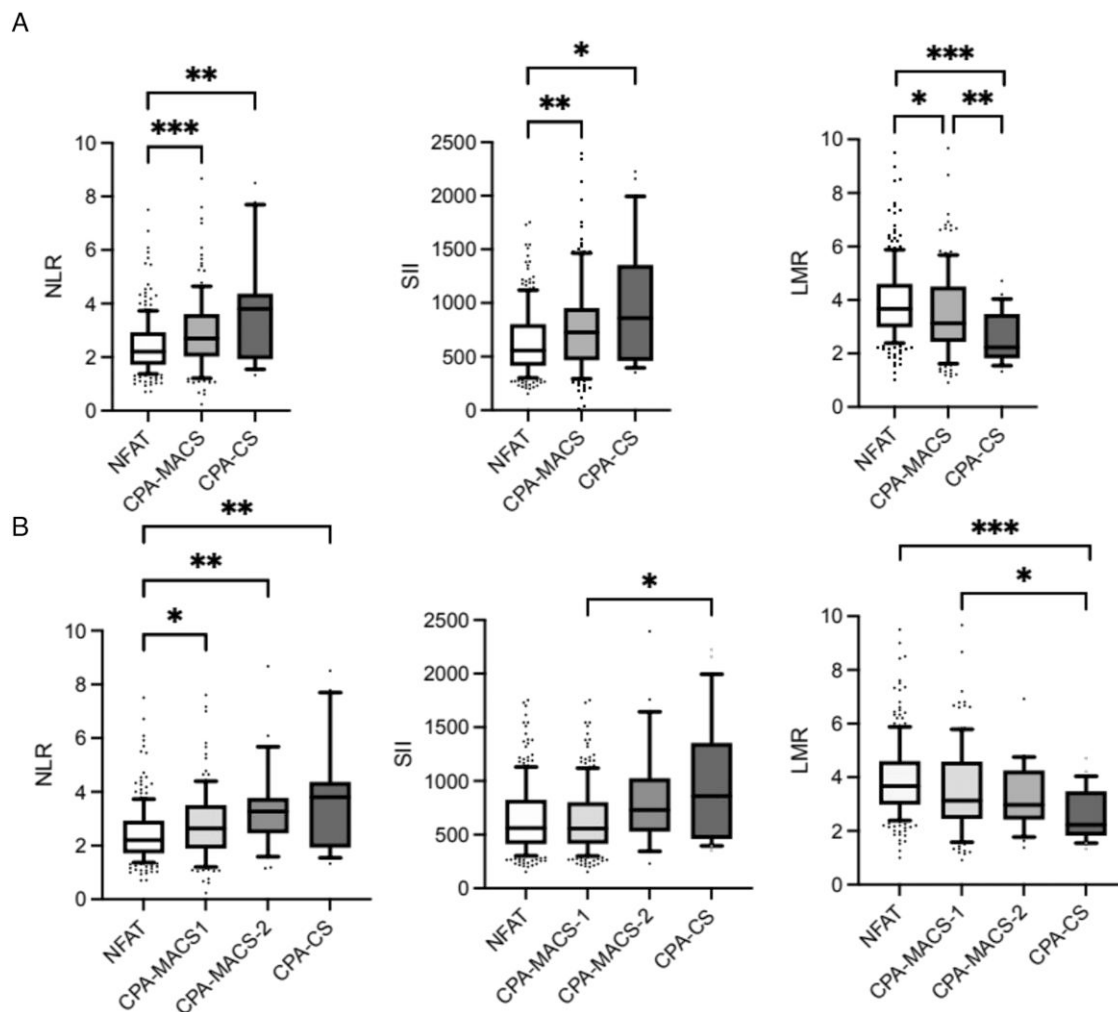 A
** *** NLR 10 8 6 4 2 0 NFAT CPA-MACS CPA-CS
* ** SII 2500 2000 1500 1000 500 0 NFAT CPA-MACS CPA-CS
*** * ** LMR 10 8 6 4 2 0 NFAT CPA-MACS CPA-CS
B
** ** * NLR 10 8 6 4 2 0 NFAT CPA-MACS1 CPA-MACS-2 CPA-CS
* SII 2500 2000 1500 1000 500 0 NFAT CPA-MACS-1 CPA-MACS-2 CPA-CS
*** * LMR 10 8 6 4 2 0 NFAT CPA-MACS-1 CPA-MACS-2 CPA-CS